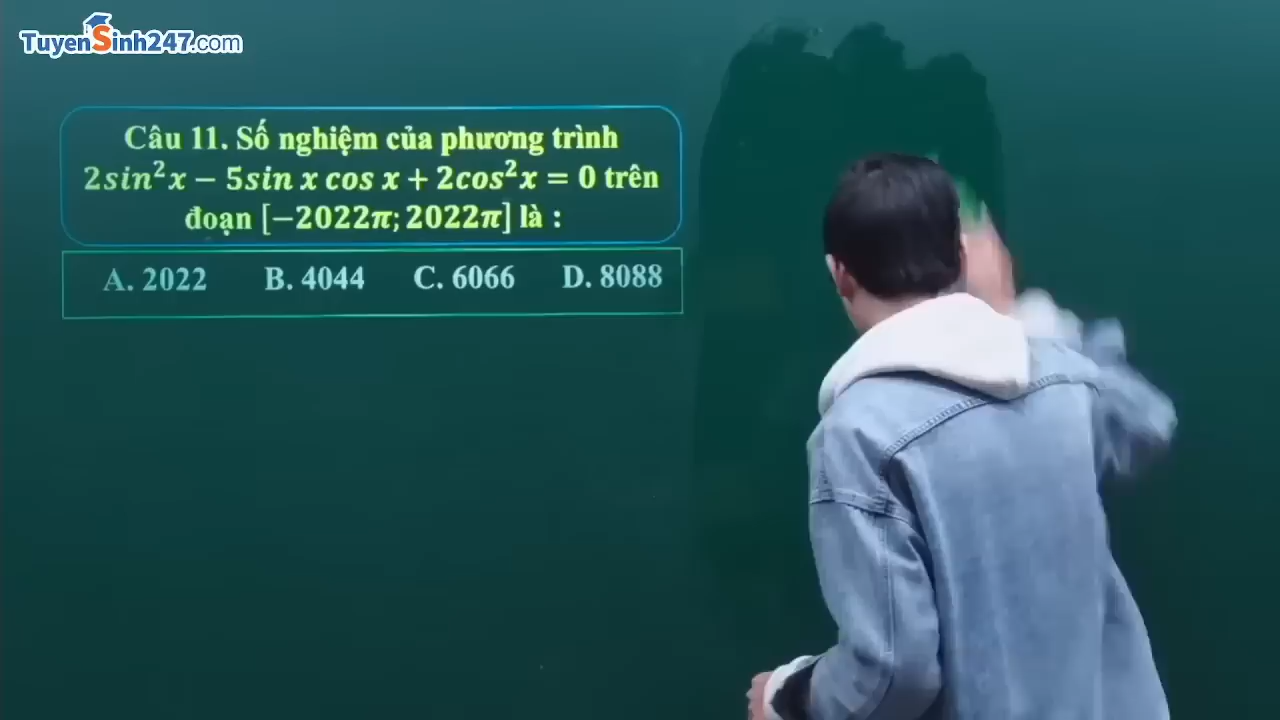 TuyenSinh247.com
Câu 11. Số nghiệm của phương trình
2sin²x − 5sin x cos x + 2cos²x = 0 trên
đoạn [−2022π; 2022π] là :
A. 2022 B. 4044 C. 6066 D. 8088